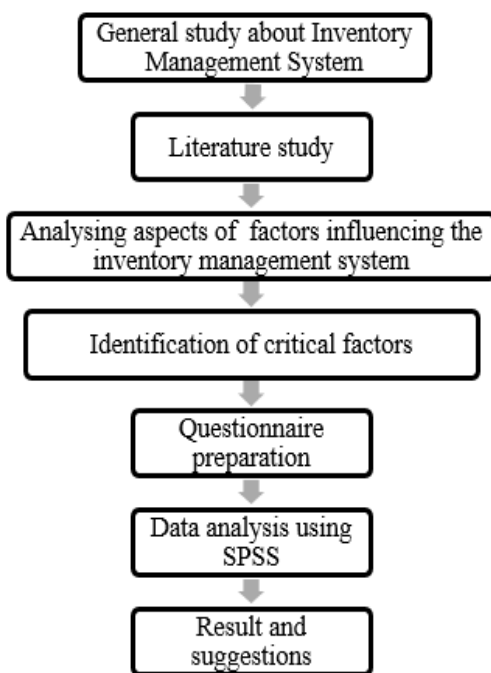 General study about Inventory
Management System
Literature study
Analysing aspects of factors influencing the
inventory management system
Identification of critical factors
Questionnaire
preparation
Data analysis using
SPSS
Result and
suggestions